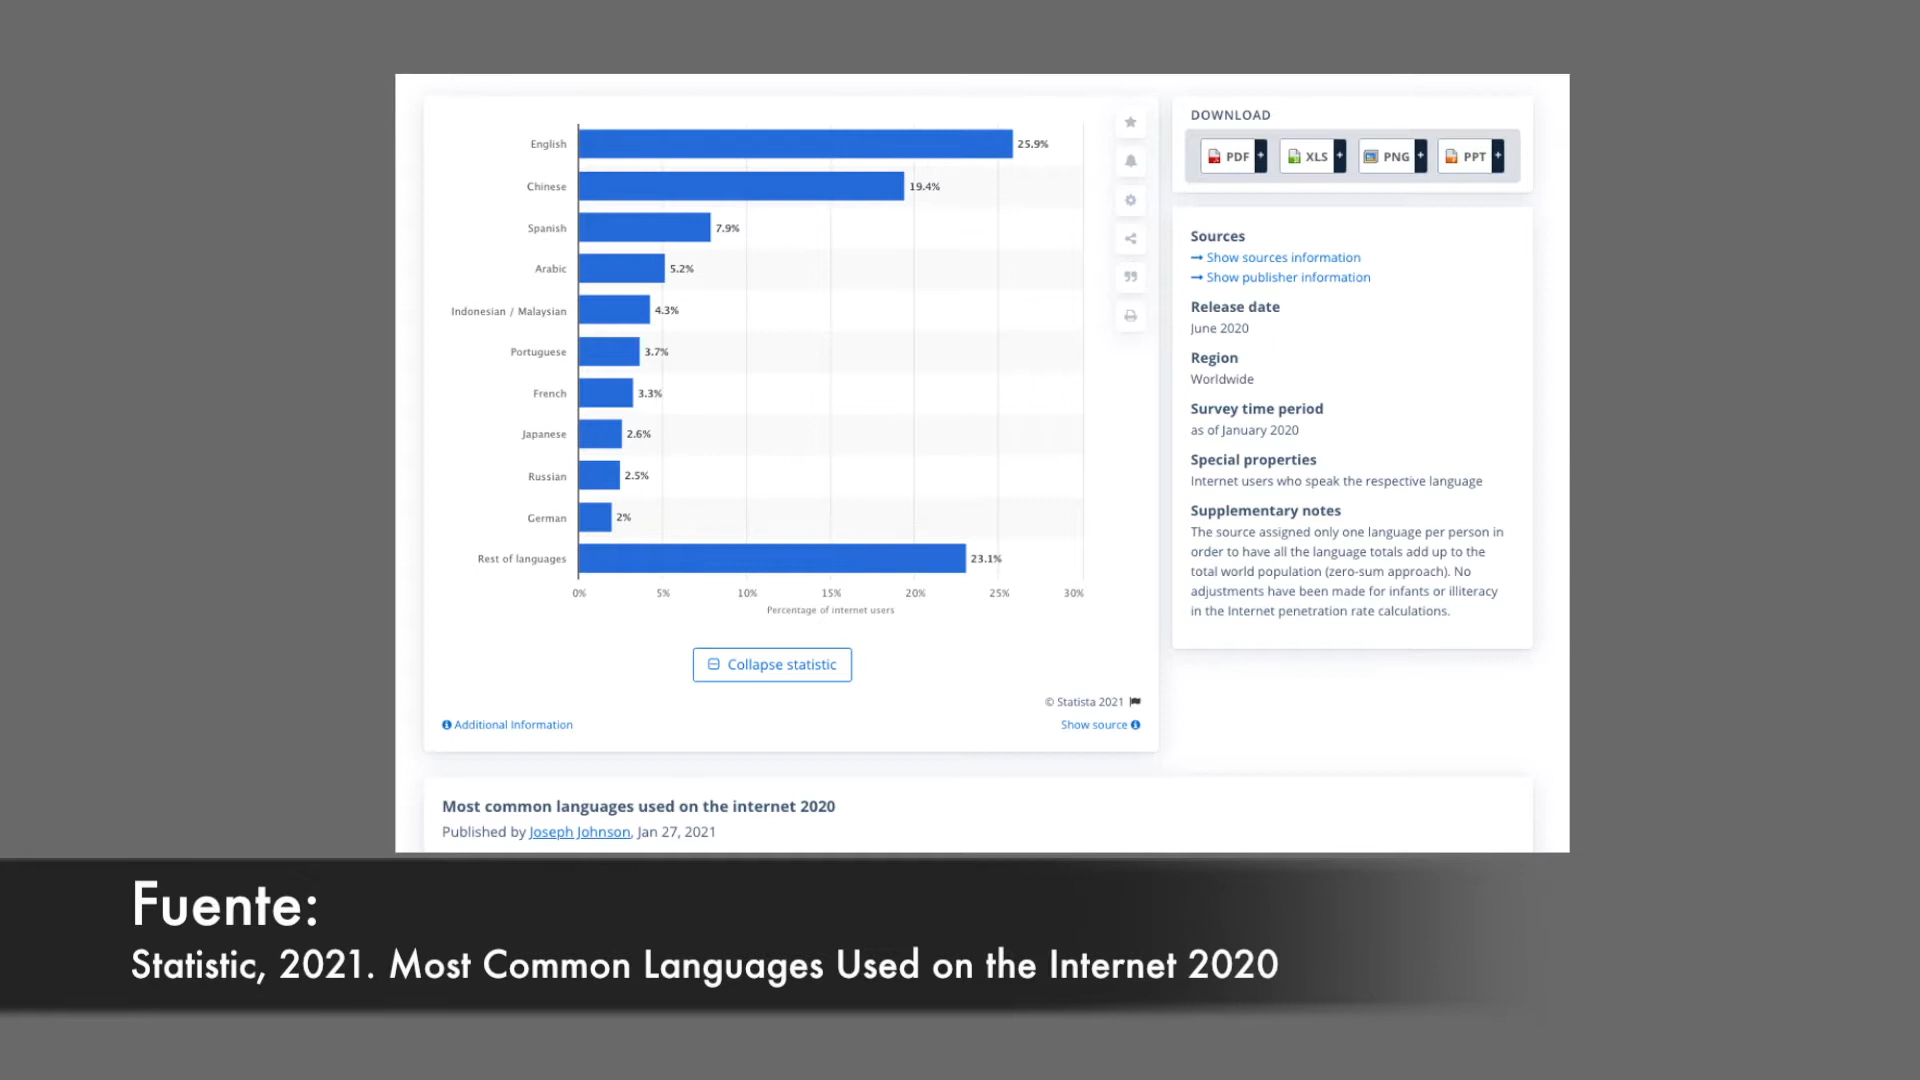 English 25.9%
Chinese 19.4%
Spanish 7.9%
Arabic 5.2%
Indonesian / Malaysian 4.3%
Portuguese 3.7%
French 3.3%
Japanese 2.6%
Russian 2.5%
German 2%
Rest of languages 23.1%
0% 5% 10% 15% 20% 25% 30%
Percentage of internet users
Collapse statistic
© Statista 2021
Additional Information
Show source
DOWNLOAD
PDF + XLS + PNG + PPT +
Sources
→ Show sources information
→ Show publisher information
Release date
June 2020
Region
Worldwide
Survey time period
as of January 2020
Special properties
Internet users who speak the respective language
Supplementary notes
The source assigned only one language per person in
order to have all the language totals add up to the
total world population (zero-sum approach). No
adjustments have been made for infants or illiteracy
in the Internet penetration rate calculations.
Most common languages used on the internet 2020
Published by Joseph Johnson, Jan 27, 2021
Fuente:
Statistic, 2021. Most Common Languages Used on the Internet 2020